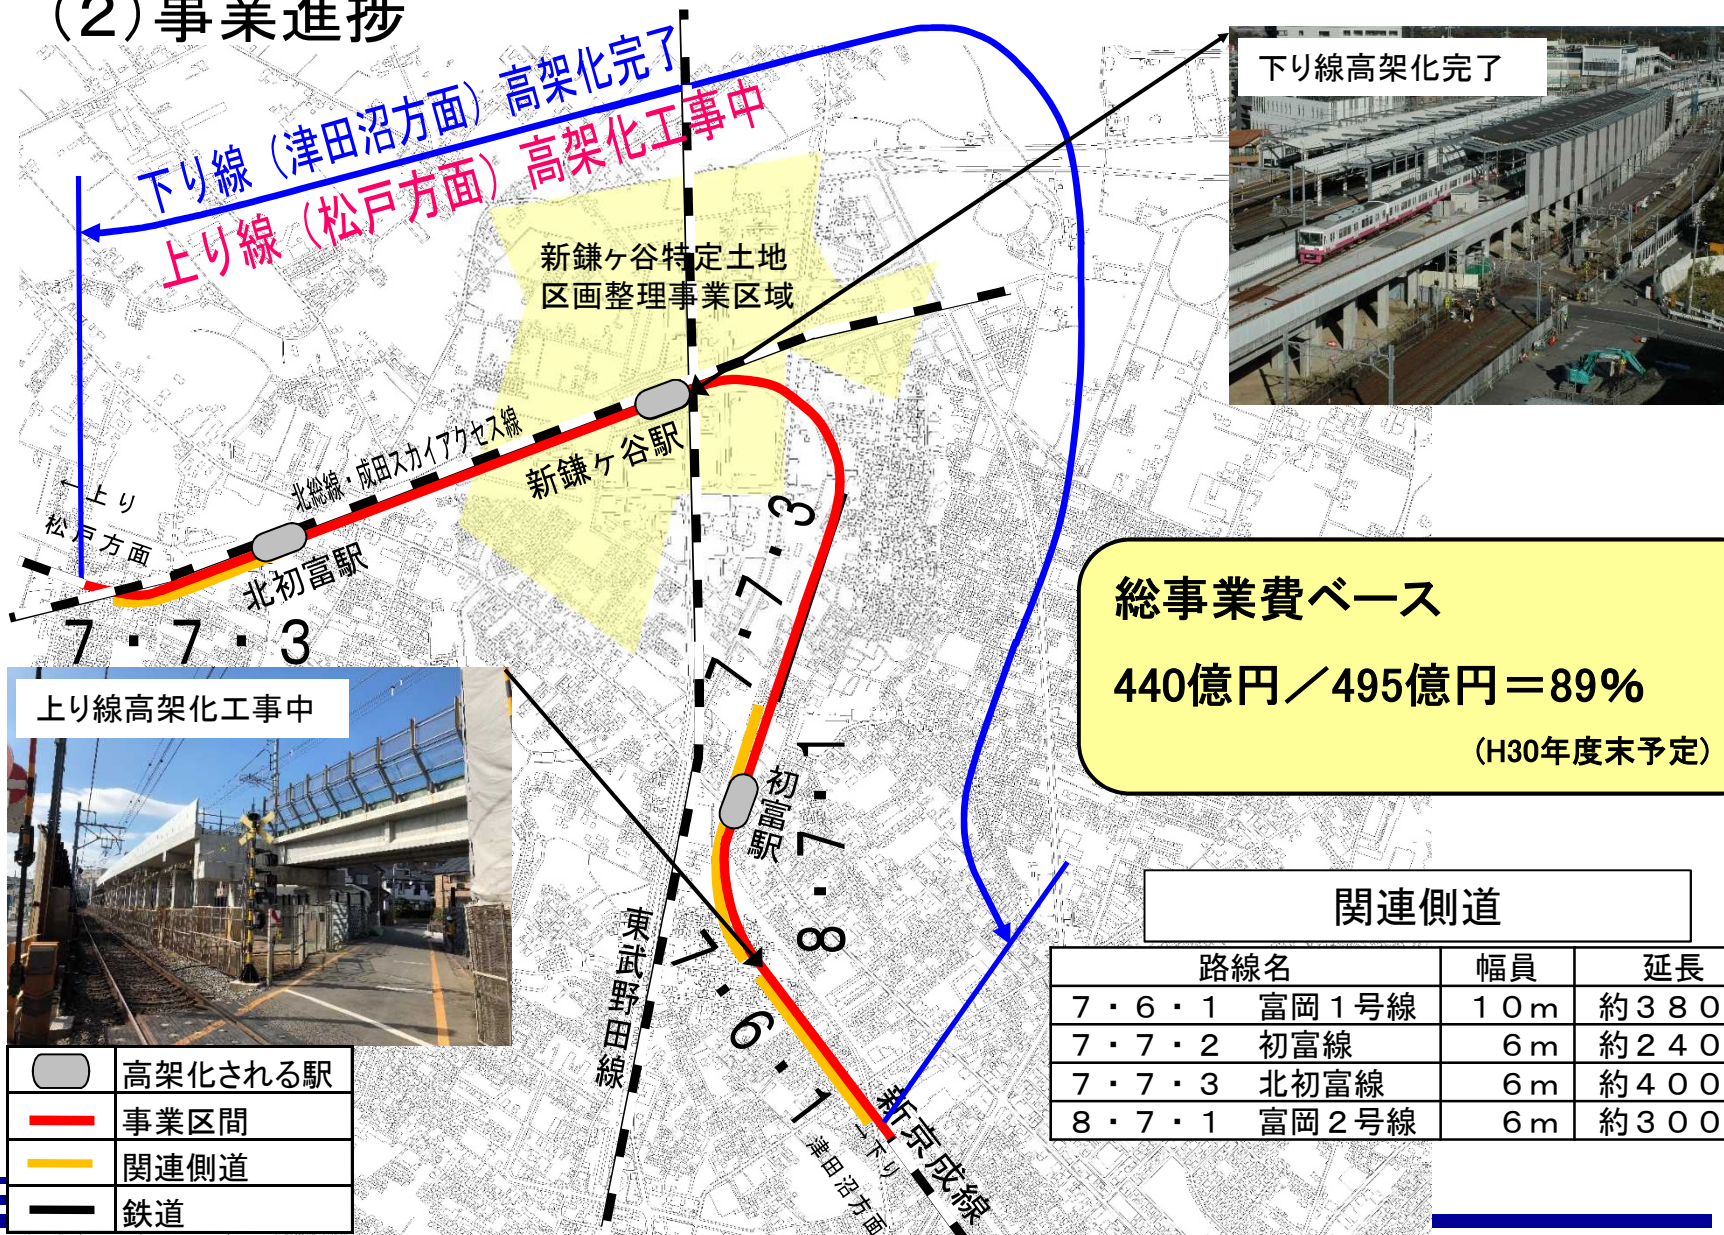 (2)事業進捗
下り線（津田沼方面）高架化完了
上り線（松戸方面）高架化工事中
下り線高架化完了
新鎌ヶ谷特定土地
区画整理事業区域
北総線・成田スカイアクセス線
新鎌ヶ谷駅
←上り
松戸方面
北初富駅
7・7・3
7・7・3
総事業費ベース
440億円／495億円＝89%
(H30年度末予定)
上り線高架化工事中
初富駅
8・7・1
7・6・1
東武野田線
新京成線
→下り
津田沼方面
関連側道
路線名 幅員 延長
7・6・1 富岡1号線 10m 約380
7・7・2 初富線 6m 約240
7・7・3 北初富線 6m 約400
8・7・1 富岡2号線 6m 約300
高架化される駅
事業区間
関連側道
鉄道